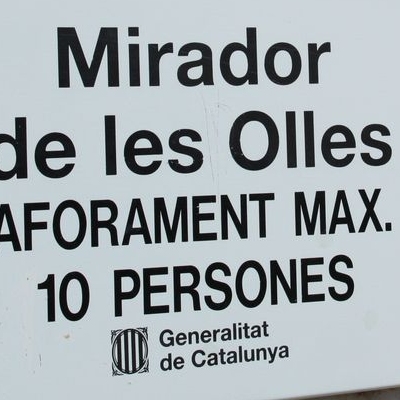 Mirador
de les Olles
AFORAMENT MAX.
10 PERSONES
Generalitat
de Catalunya